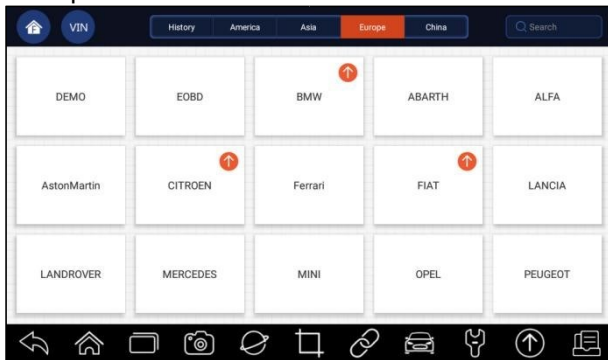 VIN
History America Asia Europe China
Search
DEMO EOBD BMW ABARTH ALFA
AstonMartin CITROEN Ferrari FIAT LANCIA
LANDROVER MERCEDES MINI OPEL PEUGEOT